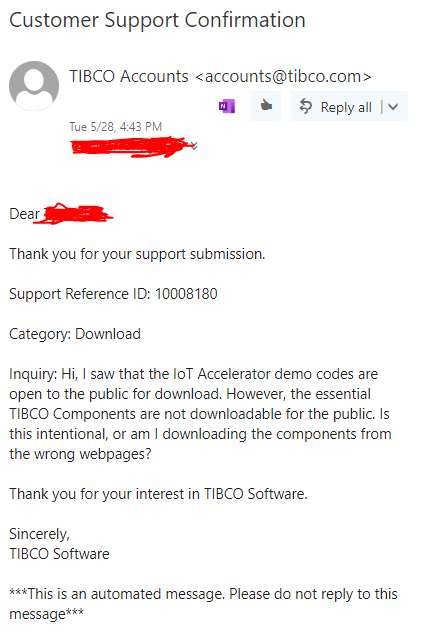 Customer Support Confirmation
TIBCO Accounts <accounts@tibco.com>
Reply all
Tue 5/28, 4:43 PM
Dear
Thank you for your support submission.
Support Reference ID: 10008180
Category: Download
Inquiry: Hi, I saw that the IoT Accelerator demo codes are
open to the public for download. However, the essential
TIBCO Components are not downloadable for the public. Is
this intentional, or am I downloading the components from
the wrong webpages?
Thank you for your interest in TIBCO Software.
Sincerely,
TIBCO Software
***This is an automated message. Please do not reply to this
message***